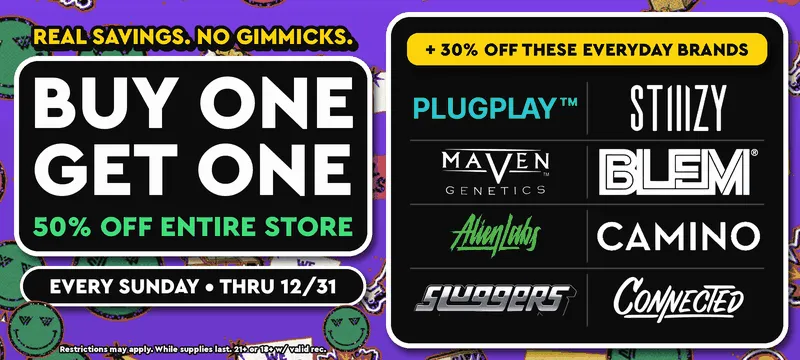 REAL SAVINGS. NO GIMMICKS.
BUY ONE
GET ONE
50% OFF ENTIRE STORE
EVERY SUNDAY • THRU 12/31
Restrictions may apply. While supplies last. 21+ or 18+ w/ valid rec.
+ 30% OFF THESE EVERYDAY BRANDS
PLUGPLAY™
STIIIZY
MAVEN
GENETICS™
BLEM®
AlienLabs
CAMINO
SLUGGERS
CONNECTED